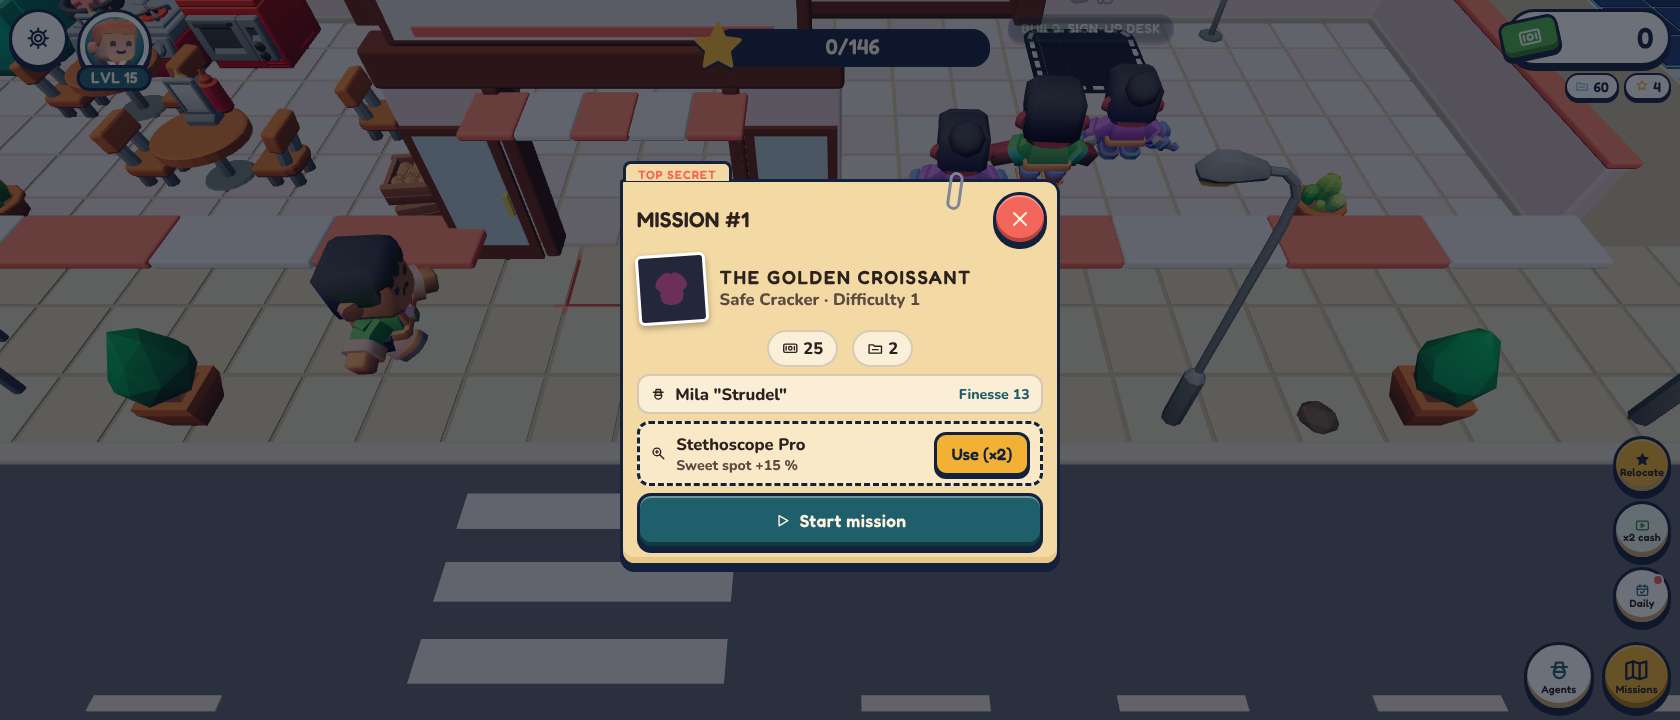 LVL 15
0/146
BUILD SIGN-UP DESK
0
60
4
TOP SECRET
MISSION #1
THE GOLDEN CROISSANT
Safe Cracker · Difficulty 1
25
2
Mila "Strudel"
Finesse 13
Stethoscope Pro
Sweet spot +15 %
Use (x2)
Start mission
Relocate
x2 cash
Daily
Agents
Missions